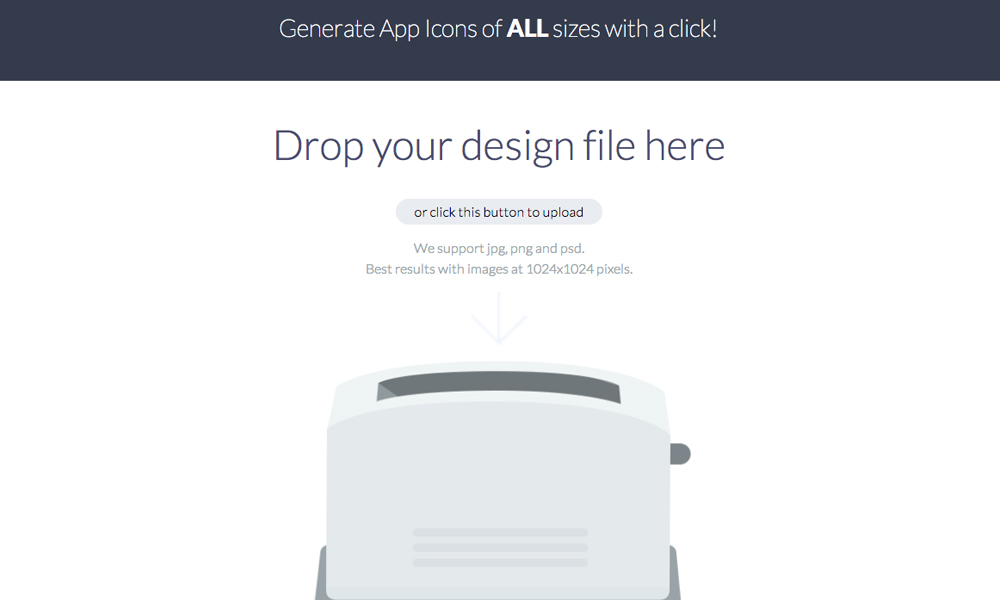 Generate App Icons of ALL sizes with a click!
Drop your design file here
or click this button to upload
We support jpg, png and psd.
Best results with images at 1024x1024 pixels.